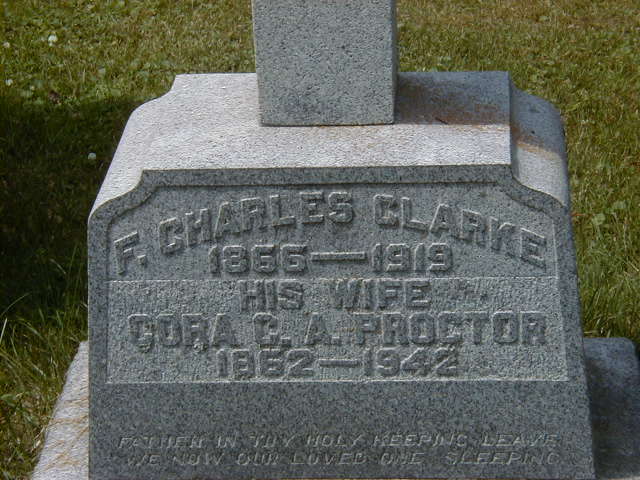 F. CHARLES CLARKE
1866—1919
HIS WIFE
CORA C. A. PROCTOR
1862—1942
FATHER IN THY HOLY KEEPING LEAVE
WE NOW OUR LOVED ONE SLEEPING